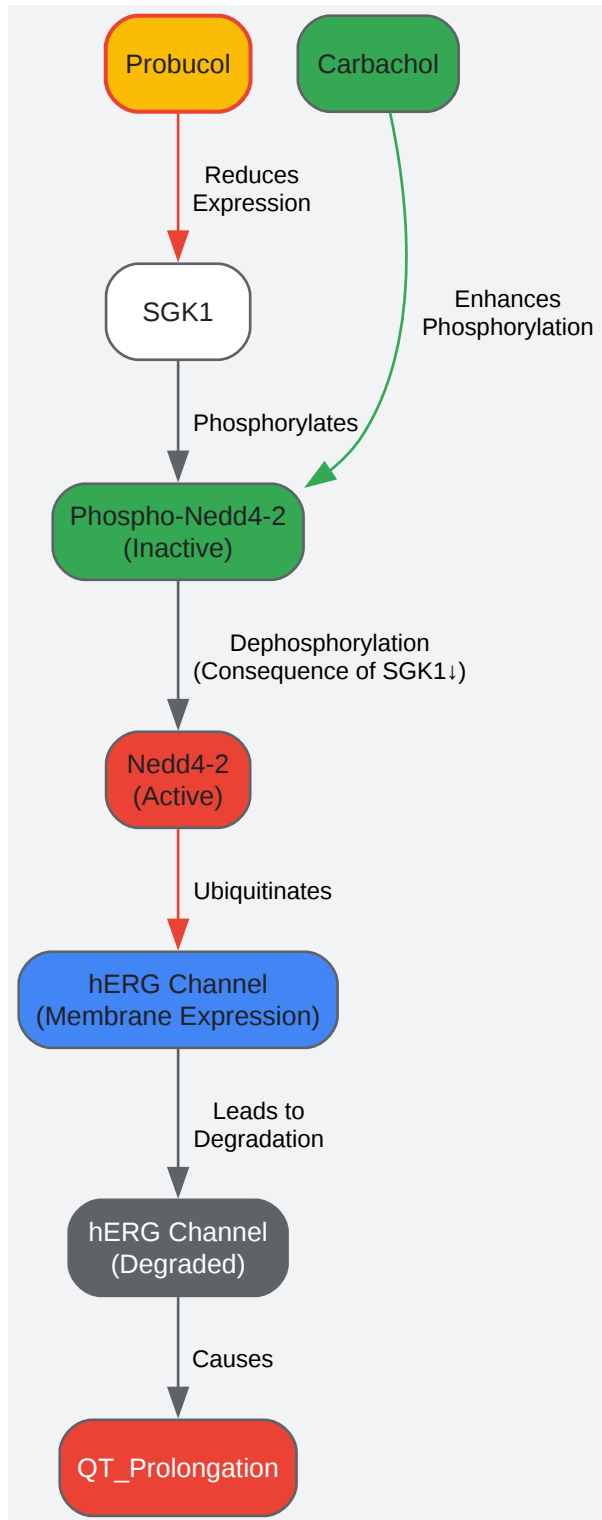 Probucol
Carbachol
Reduces
Expression
SGK1
Enhances
Phosphorylation
Phosphorylates
Phospho-Nedd4-2
(Inactive)
Dephosphorylation
(Consequence of SGK1↓)
Nedd4-2
(Active)
Ubiquitinates
hERG Channel
(Membrane Expression)
Leads to
Degradation
hERG Channel
(Degraded)
Causes
QT_Prolongation